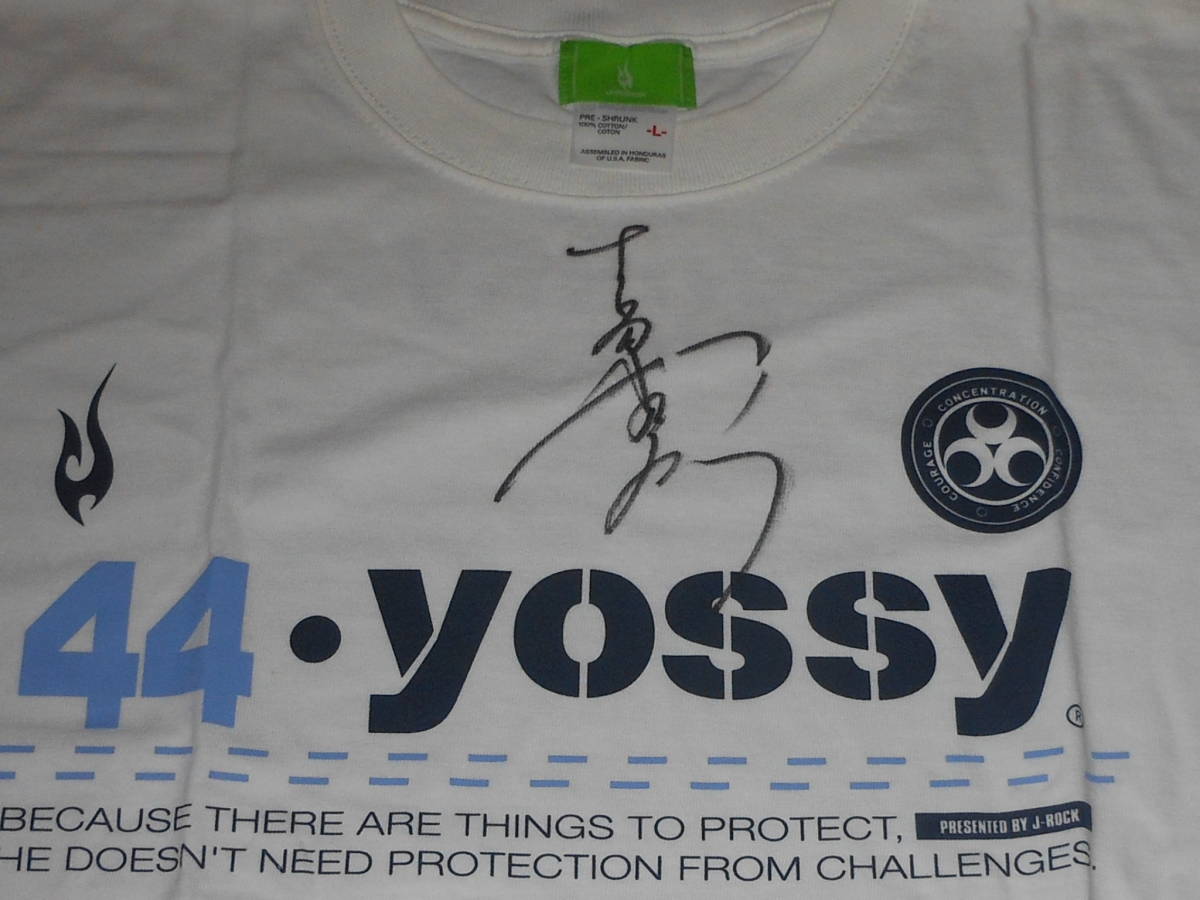 PRE - SHRUNK
100% COTTON/
COTON
-L-
ASSEMBLED IN HONDURAS
OF U.S.A. FABRIC
CONCENTRATION
CONFIDENCE
COURAGE
44·yossy®
BECAUSE THERE ARE THINGS TO PROTECT,
PRESENTED BY J-ROCK
HE DOESN'T NEED PROTECTION FROM CHALLENGES.